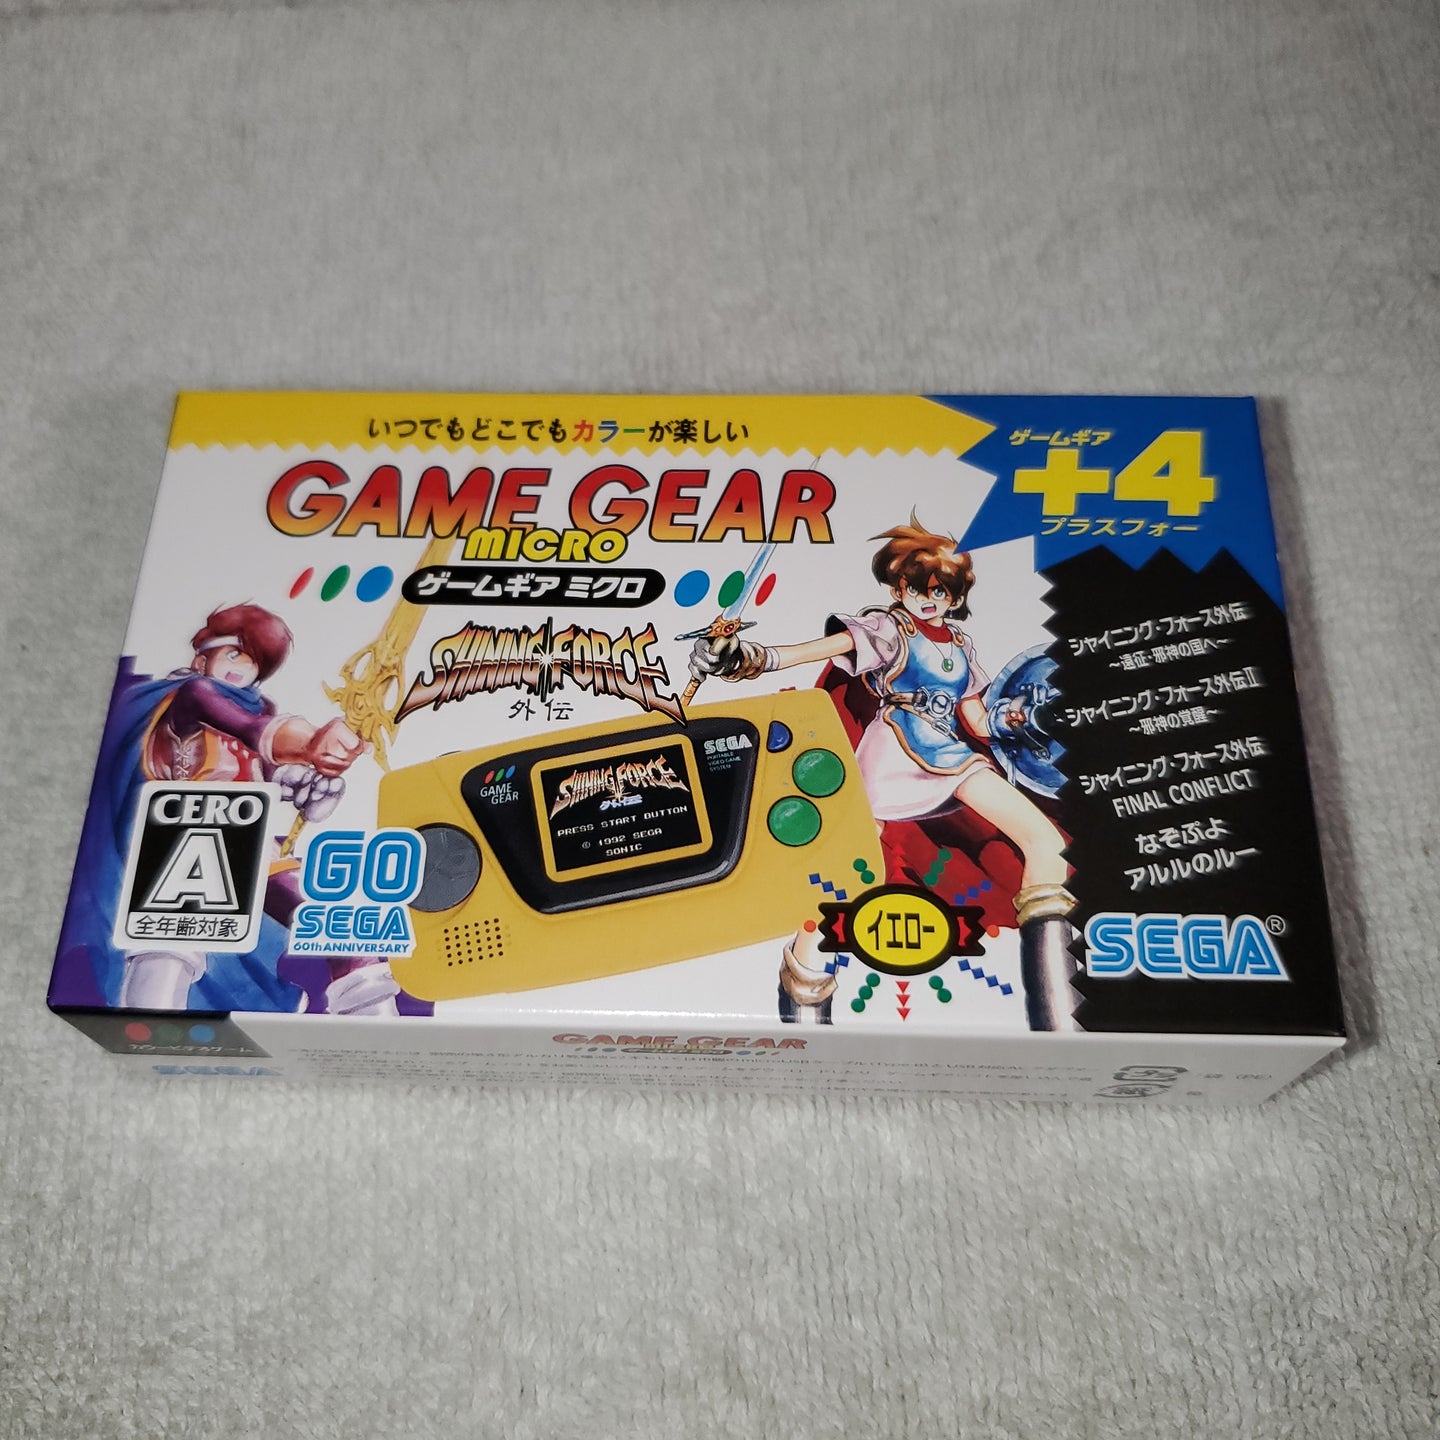 いつでもどこでもカラーが楽しい
ゲームギア
+4
プラスフォー
GAME GEAR
MICRO
ゲームギア ミクロ
SHINING FORCE
外伝
シャイニング・フォース外伝
～遠征・邪神の国へ～
シャイニング・フォース外伝Ⅱ
～邪神の覚醒～
シャイニング・フォース外伝
FINAL CONFLICT
なぞぷよ
アルルのルー
SEGA®
GAME
GEAR
SHINING FORCE
外伝
PRESS START BUTTON
© 1992 SEGA
SONIC
SEGA
PORTABLE
VIDEO GAME
SYSTEM
START
イエロー
CERO
A
全年齢対象
GO
SEGA
60th ANNIVERSARY
GAME GEAR
MICRO
SEGA